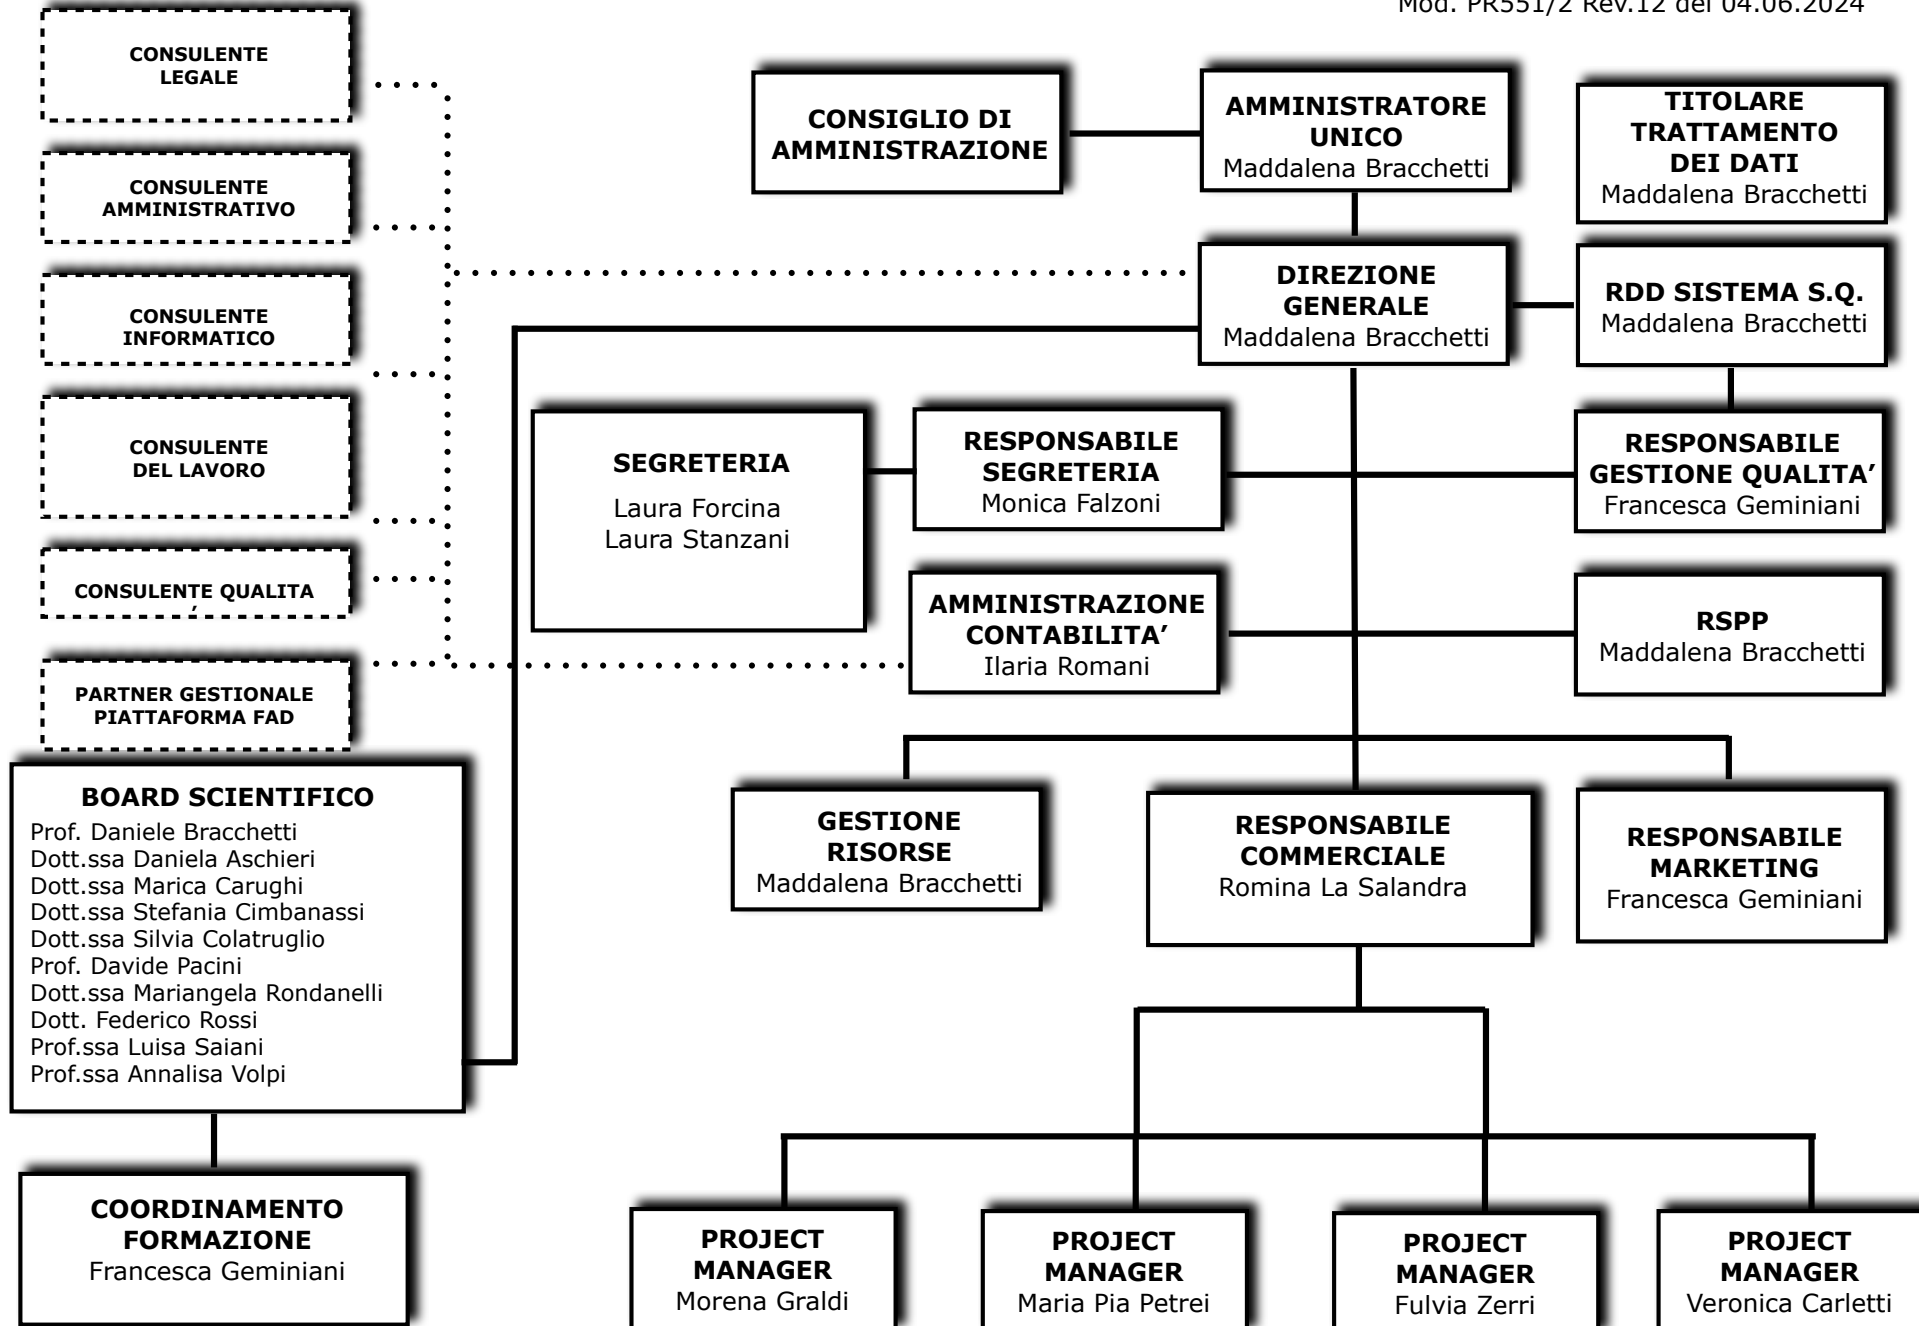 Mod. PR551/2 Rev.12 del 04.06.2024
CONSULENTE
LEGALE
CONSULENTE
AMMINISTRATIVO
CONSULENTE
INFORMATICO
CONSULENTE
DEL LAVORO
CONSULENTE QUALITA
’
PARTNER GESTIONALE
PIATTAFORMA FAD
CONSIGLIO DI
AMMINISTRAZIONE
AMMINISTRATORE
UNICO
Maddalena Bracchetti
TITOLARE
TRATTAMENTO
DEI DATI
Maddalena Bracchetti
DIREZIONE
GENERALE
Maddalena Bracchetti
RDD SISTEMA S.Q.
Maddalena Bracchetti
SEGRETERIA
Laura Forcina
Laura Stanzani
RESPONSABILE
SEGRETERIA
Monica Falzoni
RESPONSABILE
GESTIONE QUALITA’
Francesca Geminiani
AMMINISTRAZIONE
CONTABILITA’
Ilaria Romani
RSPP
Maddalena Bracchetti
BOARD SCIENTIFICO
Prof. Daniele Bracchetti
Dott.ssa Daniela Aschieri
Dott.ssa Marica Carughi
Dott.ssa Stefania Cimbanassi
Dott.ssa Silvia Colatruglio
Prof. Davide Pacini
Dott.ssa Mariangela Rondanelli
Dott. Federico Rossi
Prof.ssa Luisa Saiani
Prof.ssa Annalisa Volpi
GESTIONE
RISORSE
Maddalena Bracchetti
RESPONSABILE
COMMERCIALE
Romina La Salandra
RESPONSABILE
MARKETING
Francesca Geminiani
COORDINAMENTO
FORMAZIONE
Francesca Geminiani
PROJECT
MANAGER
Morena Graldi
PROJECT
MANAGER
Maria Pia Petrei
PROJECT
MANAGER
Fulvia Zerri
PROJECT
MANAGER
Veronica Carletti